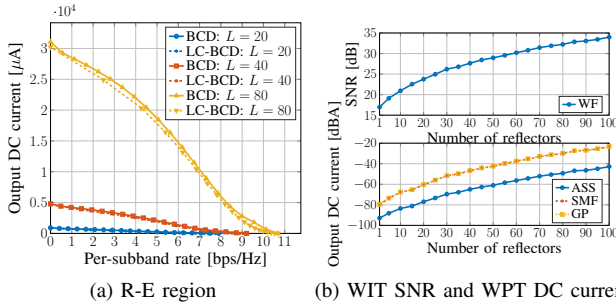 ·10⁴
3
2.5
2
1.5
1
0.5
0
0 1 2 3 4 5 6 7 8 9 10 11
Output DC current [μA]
Per-subband rate [bps/Hz]
BCD: L = 20
LC-BCD: L = 20
BCD: L = 40
LC-BCD: L = 40
BCD: L = 80
LC-BCD: L = 80
(a) R-E region
35
30
25
20
15
1 10 20 30 40 50 60 70 80 90 100
SNR [dB]
Number of reflectors
WF
−20
−40
−60
−80
−100
1 10 20 30 40 50 60 70 80 90 100
Output DC current [dBA]
Number of reflectors
ASS
SMF
GP
(b) WIT SNR and WPT DC curren